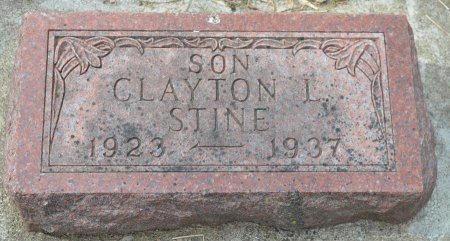 SON
CLAYTON L.
STINE
1923 — 1937